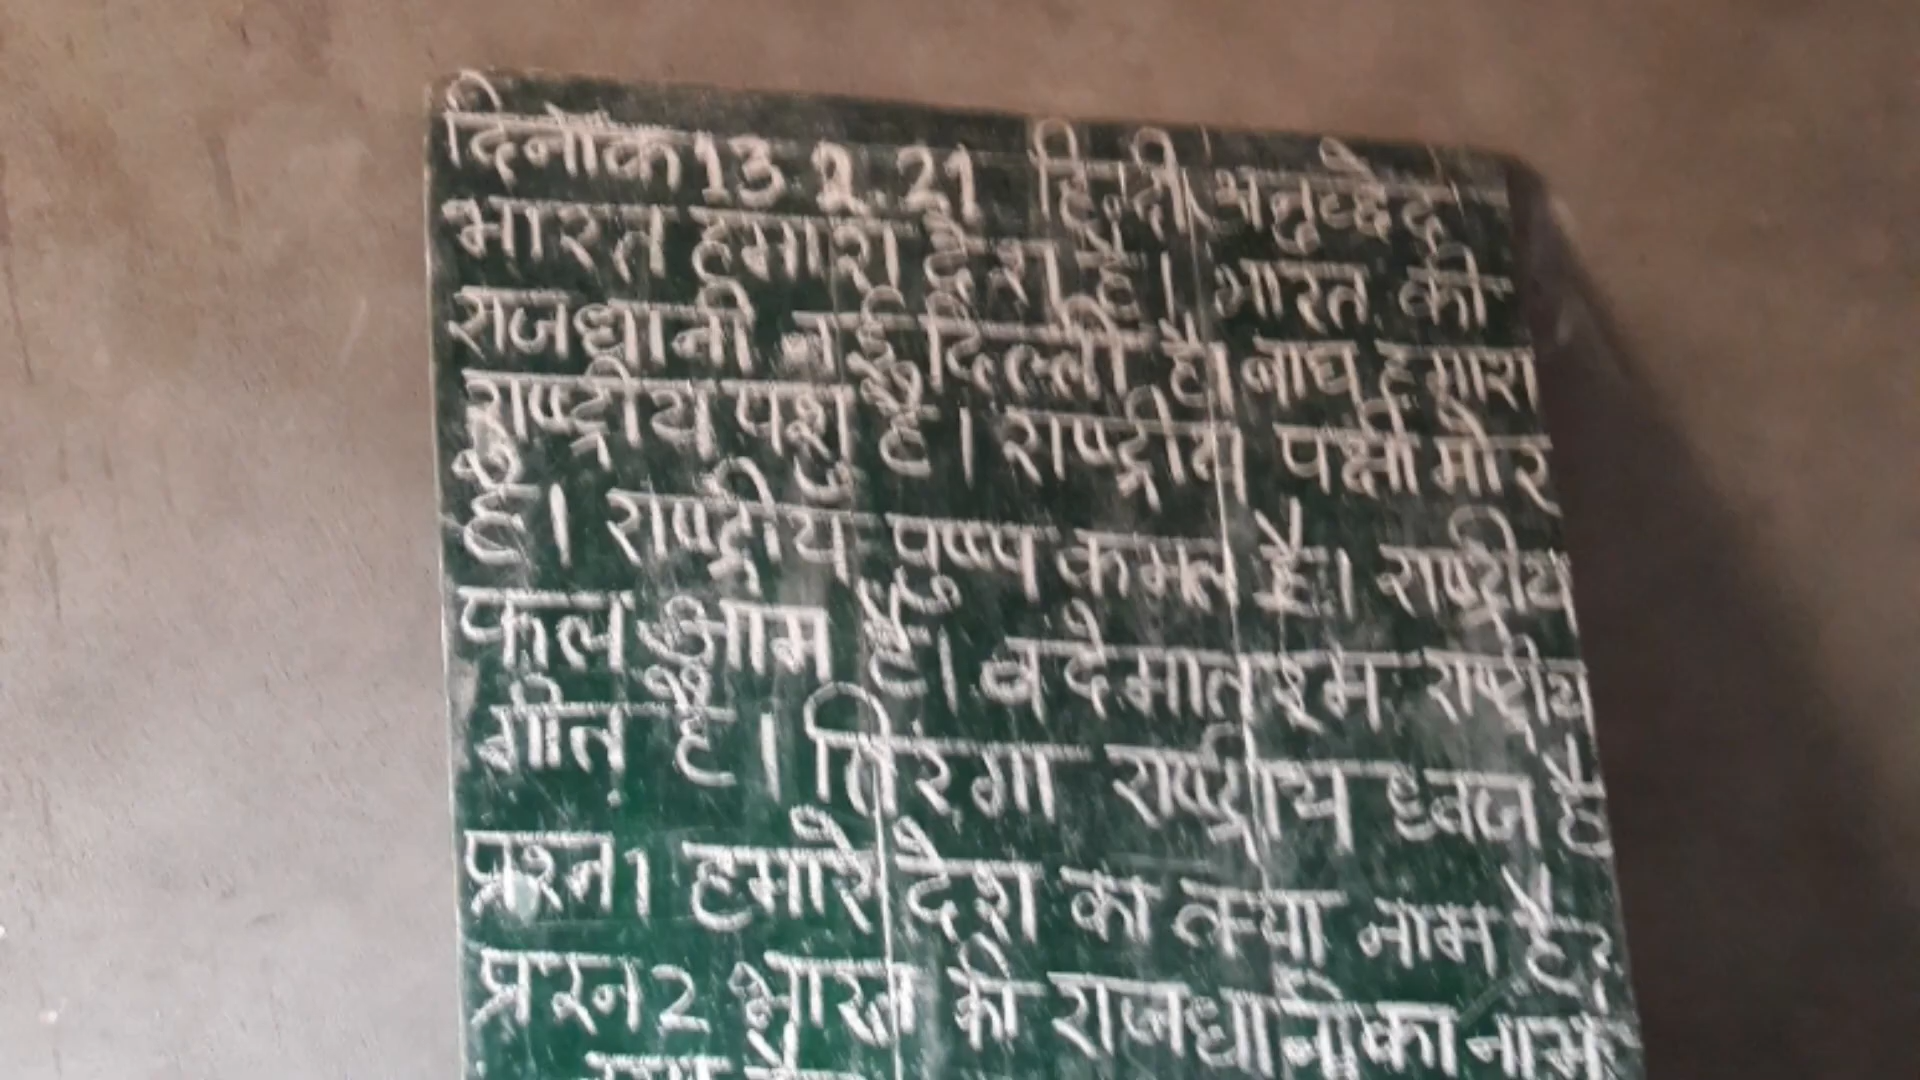 दिनाँक 13.2.21 हिन्दी अनुच्छेद
भारत हमारा देश है। भारत की
राजधानी नई दिल्ली है। बाघ हमारा
राष्ट्रीय पशु है। राष्ट्रीय पक्षी मोर
है। राष्ट्रीय पुष्प कमल है। राष्ट्रीय
फल आम है। वदेमातरम राष्ट्रीय
गीत है। तिरंगा राष्ट्रीय ध्वज है
प्रश्न1 हमारे देश का क्या नाम है?
प्रश्न2 भारत की राजधानी का नाम